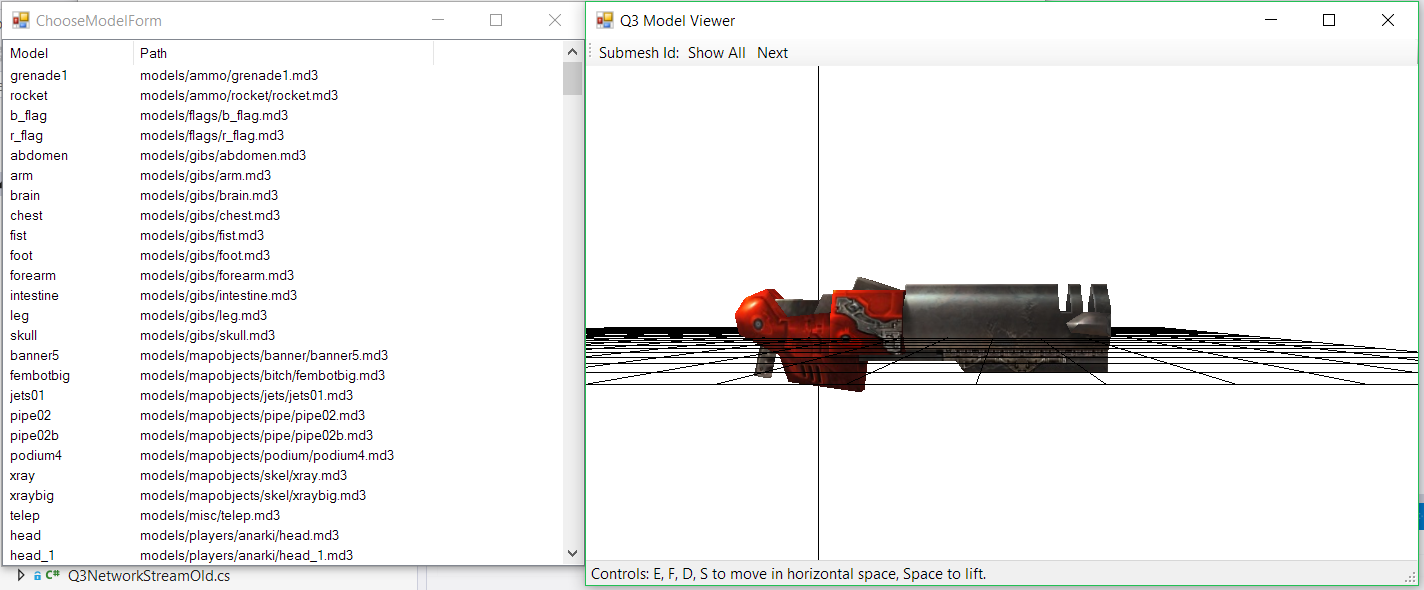 ChooseModelForm
Model Path
grenade1 models/ammo/grenade1.md3
rocket models/ammo/rocket/rocket.md3
b_flag models/flags/b_flag.md3
r_flag models/flags/r_flag.md3
abdomen models/gibs/abdomen.md3
arm models/gibs/arm.md3
brain models/gibs/brain.md3
chest models/gibs/chest.md3
fist models/gibs/fist.md3
foot models/gibs/foot.md3
forearm models/gibs/forearm.md3
intestine models/gibs/intestine.md3
leg models/gibs/leg.md3
skull models/gibs/skull.md3
banner5 models/mapobjects/banner/banner5.md3
fembotbig models/mapobjects/bitch/fembotbig.md3
jets01 models/mapobjects/jets/jets01.md3
pipe02 models/mapobjects/pipe/pipe02.md3
pipe02b models/mapobjects/pipe/pipe02b.md3
podium4 models/mapobjects/podium/podium4.md3
xray models/mapobjects/skel/xray.md3
xraybig models/mapobjects/skel/xraybig.md3
telep models/misc/telep.md3
head models/players/anarki/head.md3
head_1 models/players/anarki/head_1.md3
C# Q3NetworkStreamOld.cs
Q3 Model Viewer
Submesh Id: Show All Next
Controls: E, F, D, S to move in horizontal space, Space to lift.